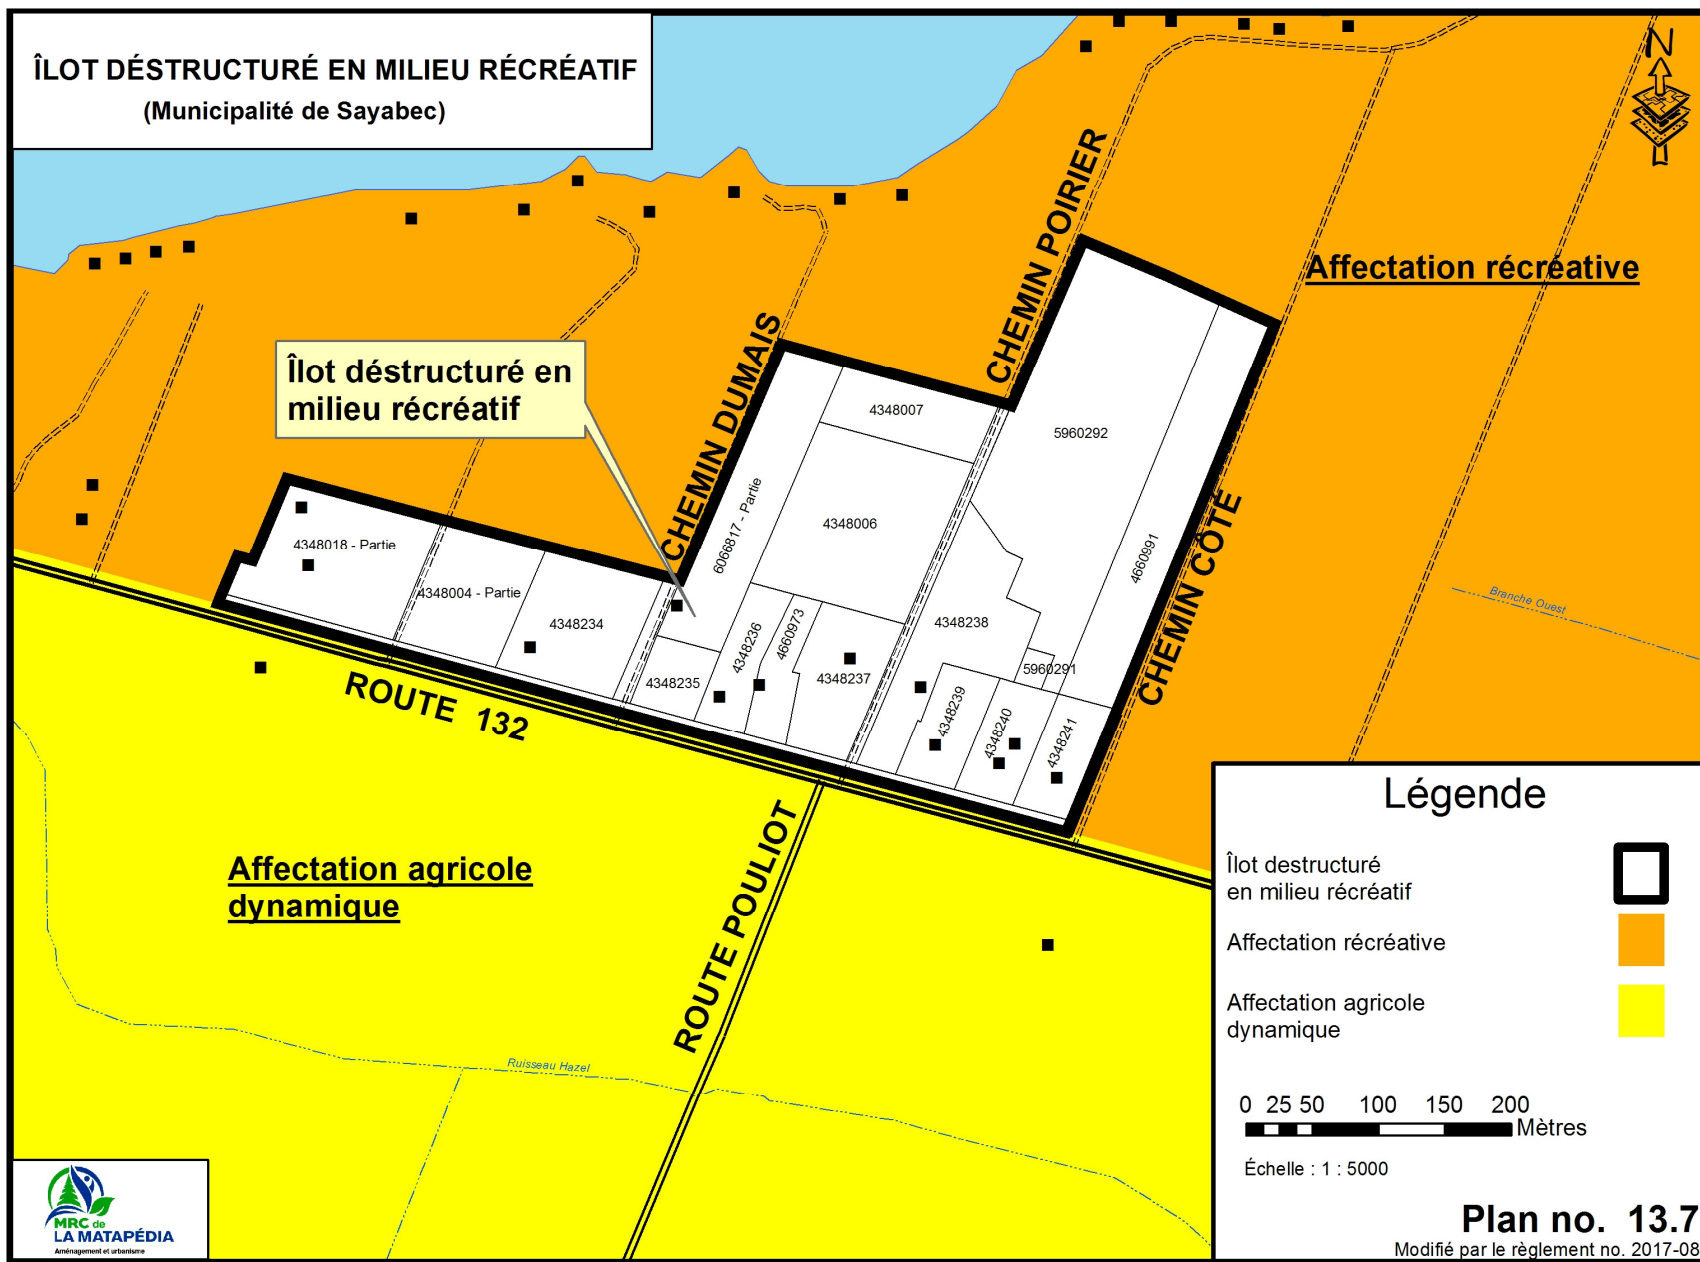 ÎLOT DÉSTRUCTURÉ EN MILIEU RÉCRÉATIF
(Municipalité de Sayabec)
N
CHEMIN POIRIER
Affectation récréative
Îlot déstructuré en
milieu récréatif
CHEMIN DUMAIS
4348007
5960292
6066817 - Partie
4348006
4348018 - Partie
4660991
CHEMIN CÔTÉ
4348004 - Partie
4348234
Branche Ouest
4348236
4660973
4348238
4348235
4348237
5960291
4348239
4348240
4348241
ROUTE 132
Affectation agricole
dynamique
ROUTE POULIOT
Ruisseau Hazel
Légende
Îlot destructuré
en milieu récréatif
Affectation récréative
Affectation agricole
dynamique
0 25 50 100 150 200
Mètres
Échelle : 1 : 5000
Plan no. 13.7
Modifié par le règlement no. 2017-08
MRC de
LA MATAPÉDIA
Aménagement et urbanisme